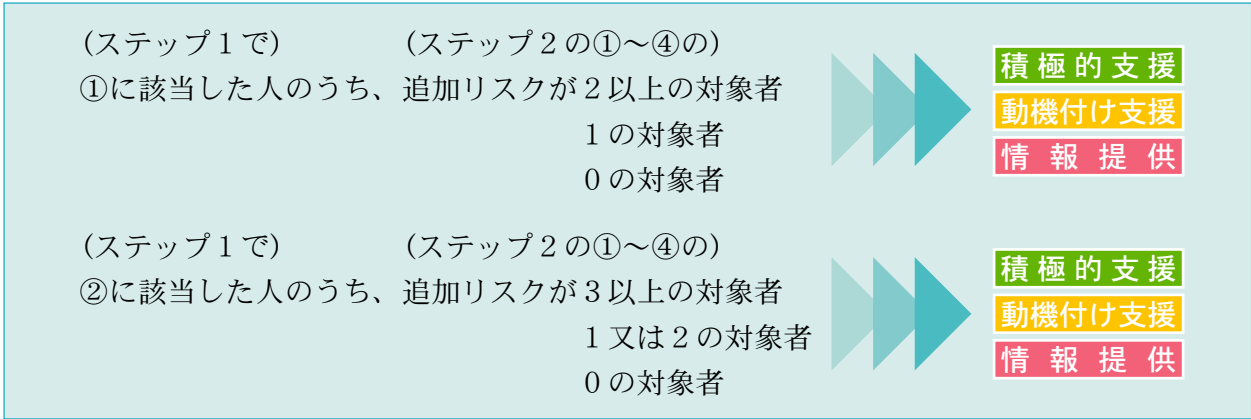 （ステップ１で）　（ステップ２の①～④の）
①に該当した人のうち、追加リスクが２以上の対象者　積極的支援
１の対象者　動機付け支援
０の対象者　情報提供
（ステップ１で）　（ステップ２の①～④の）
②に該当した人のうち、追加リスクが３以上の対象者　積極的支援
１又は２の対象者　動機付け支援
０の対象者　情報提供